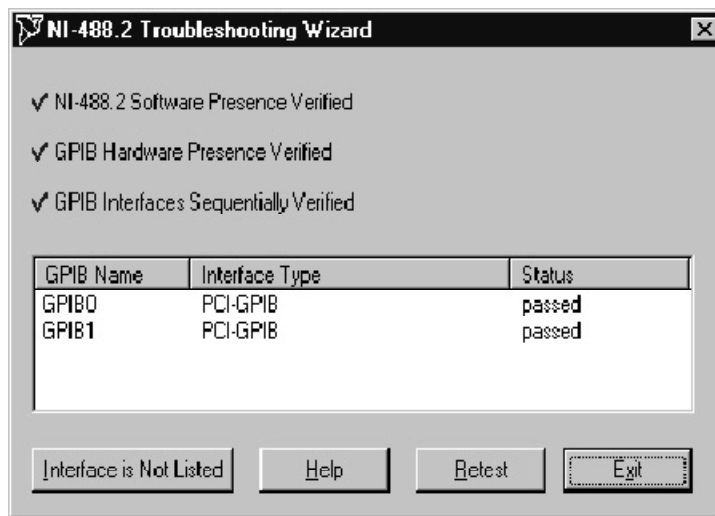 NI-488.2 Troubleshooting Wizard
NI-488.2 Software Presence Verified
GPIB Hardware Presence Verified
GPIB Interfaces Sequentially Verified
GPIB Name Interface Type Status
GPIB0 PCI-GPIB passed
GPIB1 PCI-GPIB passed
Interface is Not Listed Help Retest Exit